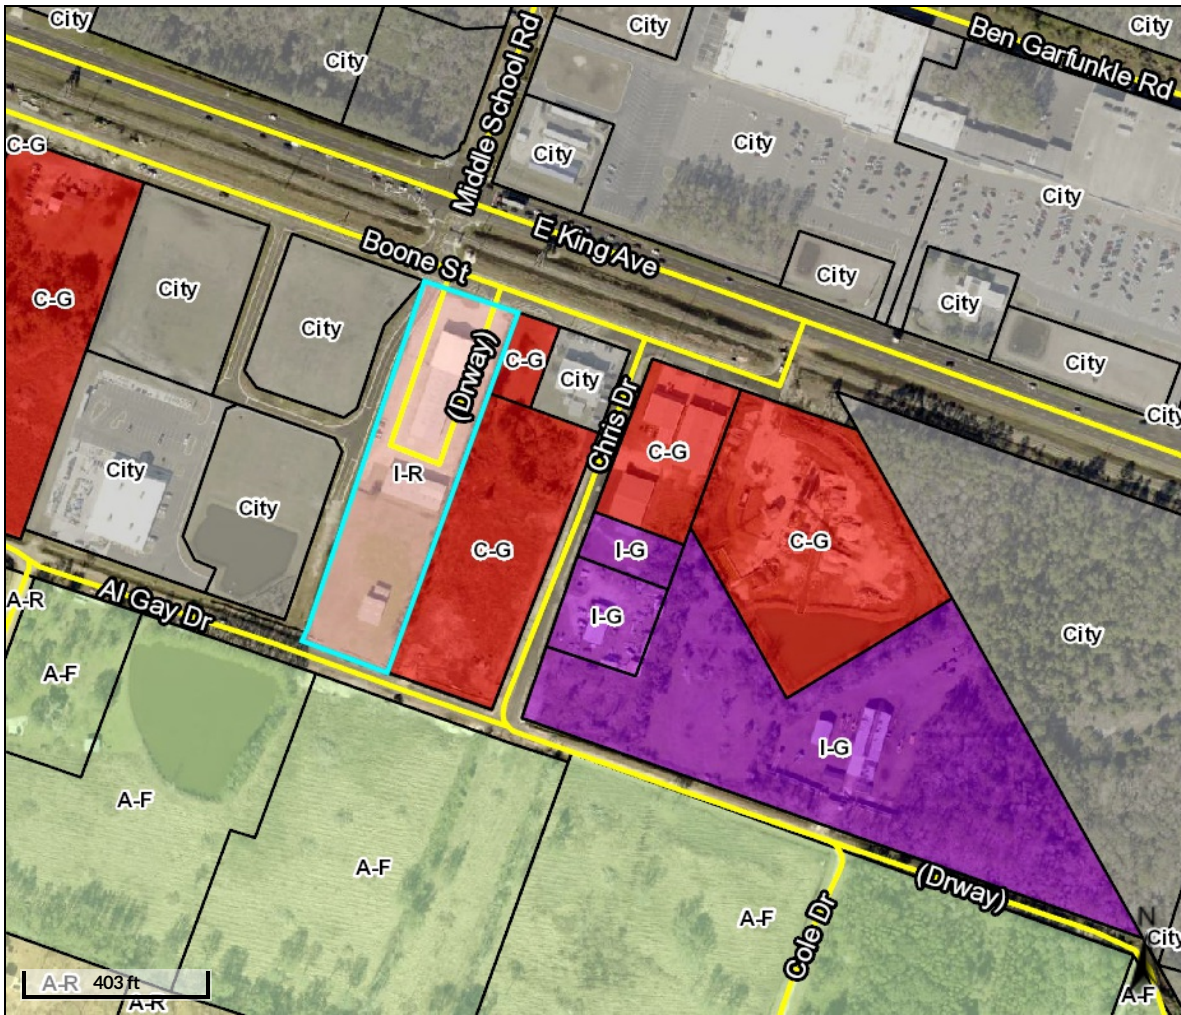 City
City
City
City
Ben Garfunkle Rd
Middle School Rd
City
City
City
C-G
E King Ave
Boone St
City
City
City
C-G
City
(Drway)
C-G
City
City
City
Chris Dr
City
I-R
C-G
City
C-G
C-G
I-G
Al Gay Dr
A-R
I-G
City
A-F
I-G
A-F
A-F
(Drway)
A-F
Cole Dr
N
City
A-R
403 ft
A-F
A-R